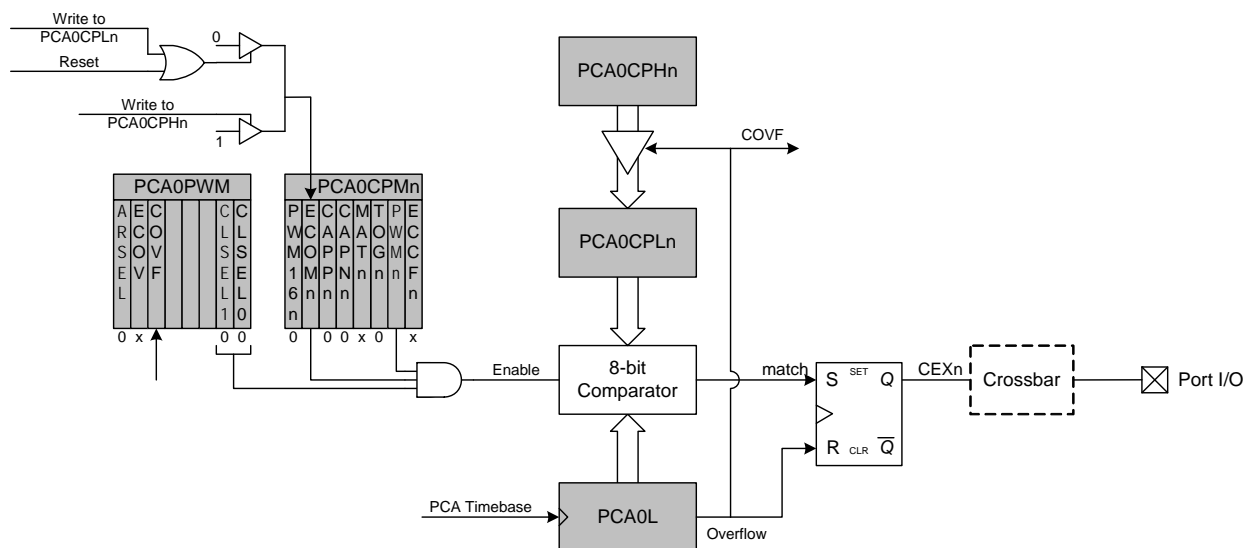 Write to
PCA0CPLn
Reset
0
Write to
PCA0CPHn
1
PCA0CPHn
COVF
PCA0PWM
ARSEL
ECOV
COVF
CLSEL1
CLSEL0
0 x 0 0
PCA0CPMn
PWM16n
ECOMn
CAPPn
CAPNn
MATn
TOGn
PWMn
ECCFn
0 0 0 x 0 x
PCA0CPLn
Enable
8-bit
Comparator
match
S SET Q
R CLR Q
CEXn
Crossbar
Port I/O
PCA Timebase
PCA0L
Overflow